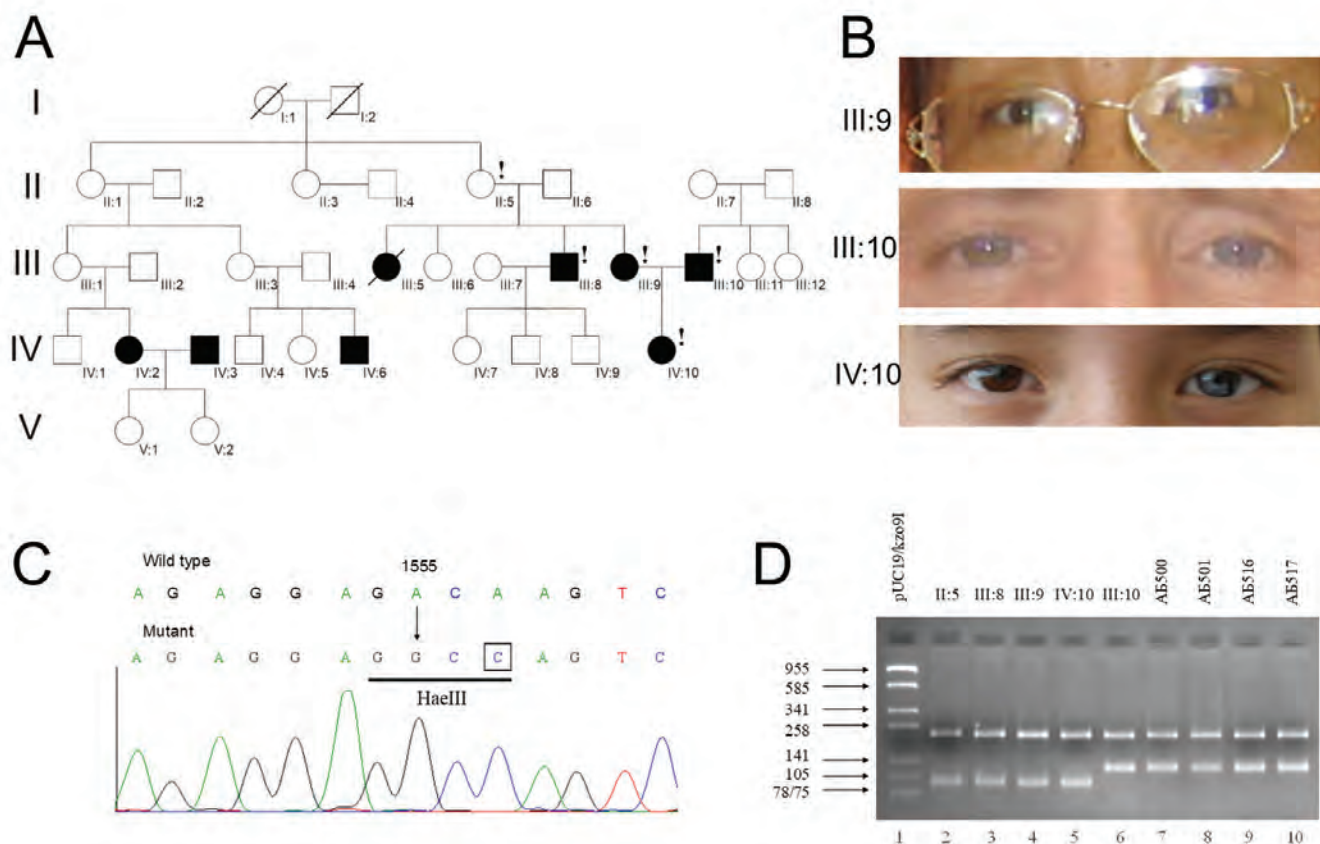 A
B
I
I:1 I:2
II
! 
II:1 II:2 II:3 II:4 II:5 II:6 II:7 II:8
III
! ! !
III:1 III:2 III:3 III:4 III:5 III:6 III:7 III:8 III:9 III:10 III:11 III:12
IV
!
IV:1 IV:2 IV:3 IV:4 IV:5 IV:6 IV:7 IV:8 IV:9 IV:10
V
V:1 V:2
III:9
III:10
IV:10
C
Wild type 1555
A G A G G A G A C A A G T C
Mutant
A G A G G A G G C C A G T C
HaeIII
D
pUC19/kzo9I II:5 III:8 III:9 IV:10 III:10 АБ500 АБ501 АБ516 АБ517
955
585
341
258
141
105
78/75
1 2 3 4 5 6 7 8 9 10